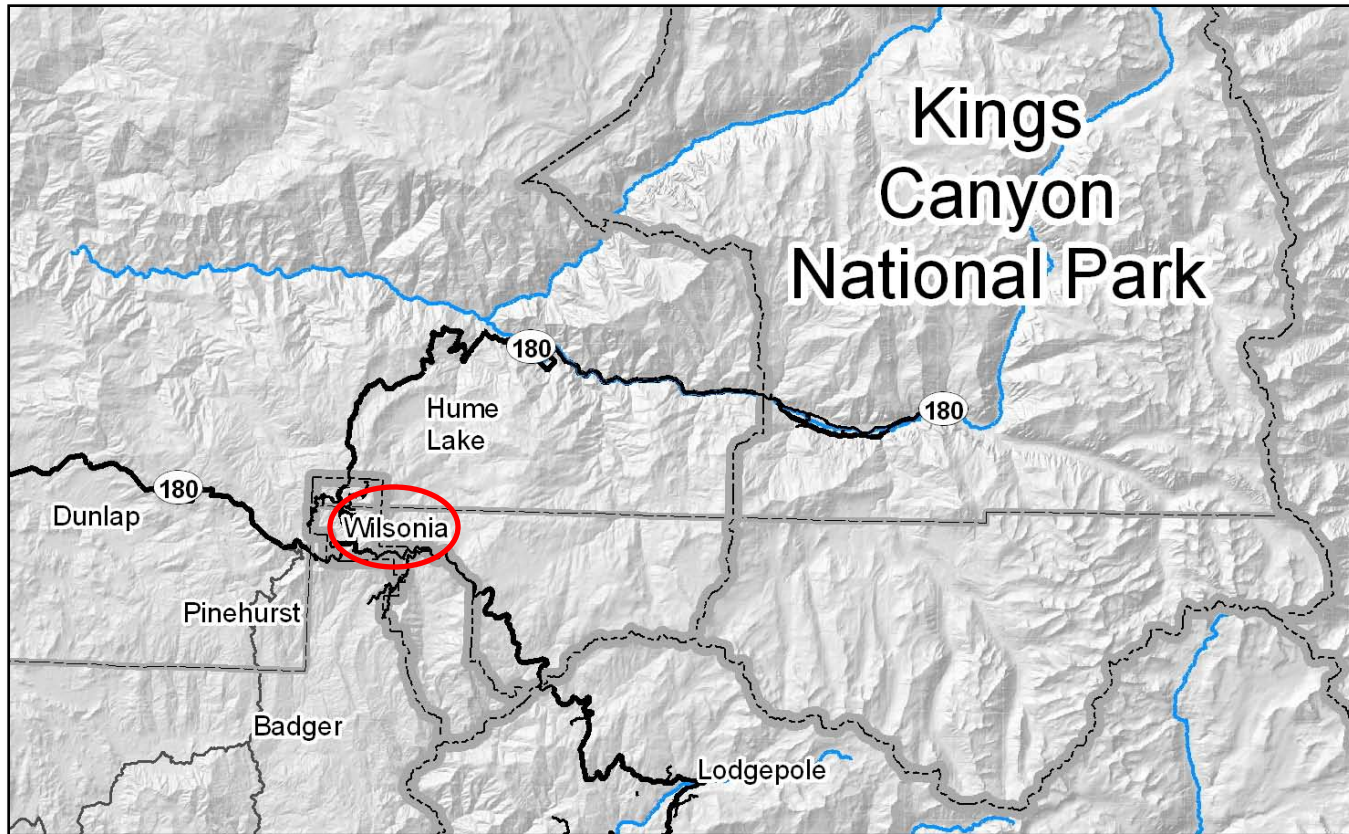 Kings
Canyon
National Park
180
Hume
Lake
180
180
Dunlap
Wilsonia
Pinehurst
Badger
Lodgepole